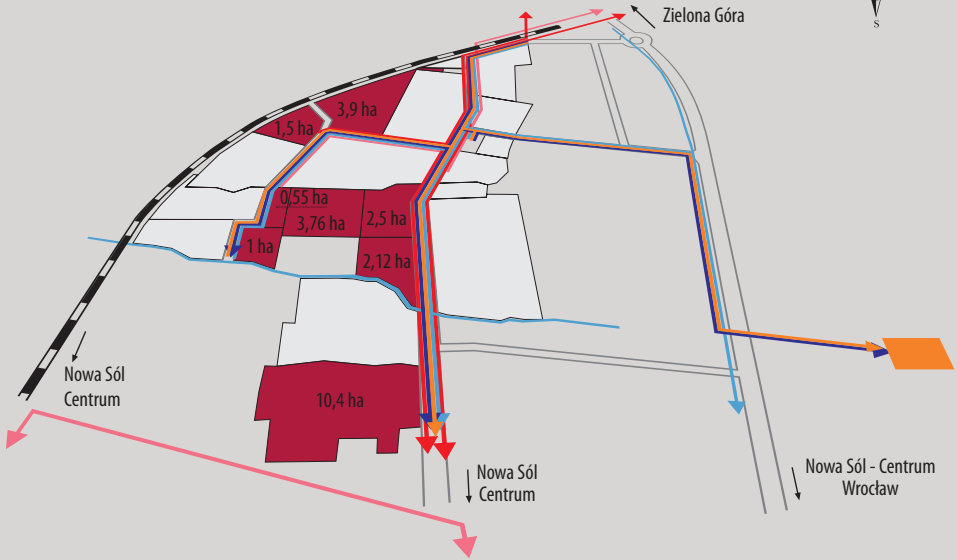 Zielona Góra
S
3,9 ha
1,5 ha
0,55 ha
3,76 ha
2,5 ha
1 ha
2,12 ha
Nowa Sól
Centrum
10,4 ha
Nowa Sól
Centrum
Nowa Sól - Centrum
Wrocław